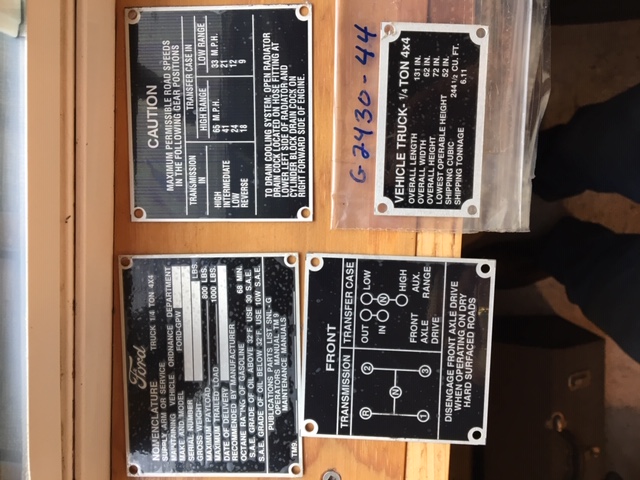 CAUTION
MAXIMUM PERMISSIBLE ROAD SPEEDS
IN THE FOLLOWING GEAR POSITIONS
TRANSMISSION IN
TRANSFER CASE IN
HIGH RANGE LOW RANGE
HIGH 65 M.P.H. 33 M.P.H.
INTERMEDIATE 41 21
LOW 24 12
REVERSE 18 9
TO DRAIN COOLING SYSTEM; OPEN RADIATOR
DRAIN COCK LOCATED ON HOSE FITTING AT
LOWER LEFT SIDE OF RADIATOR AND
CYLINDER BLOCK DRAIN COCK ON
RIGHT FORWARD SIDE OF ENGINE.
G2430-44
VEHICLE TRUCK-1/4 TON 4x4
OVERALL LENGTH 131 IN.
OVERALL WIDTH 62 IN.
OVERALL HEIGHT 72 IN.
LOWEST OPERABLE HEIGHT 52 IN.
SHIPPING CUBIC 244 1/2 CU. FT.
SHIPPING TONNAGE 6.11
Ford
NOMENCLATURE TRUCK 1/4 TON 4X4
SUPPLY ARM OR SERVICE
MAINTAINING VEHICLE ORDNANCE DEPARTMENT
MAKE AND MODEL FORD-GPW
SERIAL NUMBER
GROSS WEIGHT LBS.
MAXIMUM PAYLOAD 800 LBS.
MAXIMUM TRAILED LOAD 1000 LBS.
DATE OF DELIVERY
RECOMMENDED BY MANUFACTURER
OCTANE RATING OF GASOLINE 68 MIN.
S.A.E. GRADE OF OIL ABOVE 32°F. USE 30 S.A.E.
S.A.E. GRADE OF OIL BELOW 32°F. USE 10W S.A.E.
PUBLICATIONS PARTS LIST SNL-G
OPERATORS MANUAL TM 9
MAINTENANCE MANUALS
FRONT
TRANSMISSION TRANSFER CASE
R 2 N 1 3
OUT LOW
IN N
HIGH
FRONT AXLE DRIVE
AUX. RANGE
DISENGAGE FRONT AXLE DRIVE
WHEN OPERATING ON DRY
HARD SURFACED ROADS